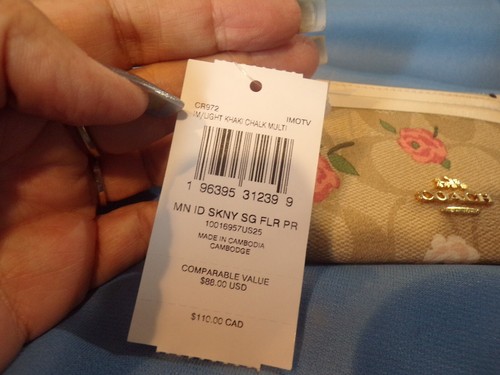 CR972
IM/LIGHT KHAKI CHALK MULTI IMOTV
1 96395 31239 9
MN ID SKNY SG FLR PR
10016957US25
MADE IN CAMBODIA
CAMBODGE
COMPARABLE VALUE
$88.00 USD
$110.00 CAD
COACH